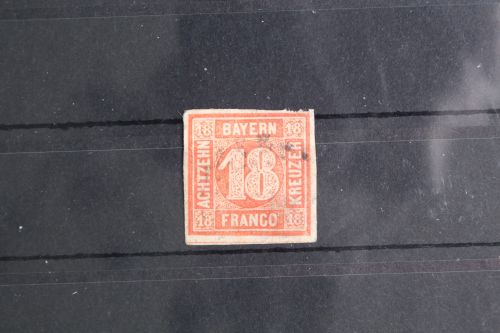 18 BAYERN 18
ACHTZEHN
18
KREUZER
18 FRANCO 18